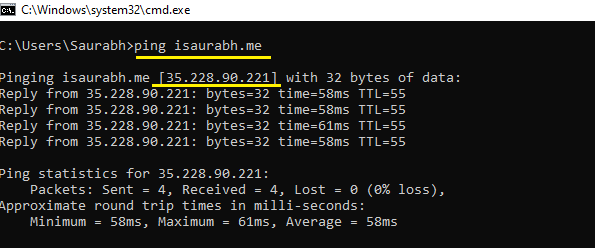 C:\Windows\system32\cmd.exe
C:\Users\Saurabh>ping isaurabh.me
Pinging isaurabh.me [35.228.90.221] with 32 bytes of data:
Reply from 35.228.90.221: bytes=32 time=58ms TTL=55
Reply from 35.228.90.221: bytes=32 time=58ms TTL=55
Reply from 35.228.90.221: bytes=32 time=61ms TTL=55
Reply from 35.228.90.221: bytes=32 time=58ms TTL=55
Ping statistics for 35.228.90.221:
    Packets: Sent = 4, Received = 4, Lost = 0 (0% loss),
Approximate round trip times in milli-seconds:
    Minimum = 58ms, Maximum = 61ms, Average = 58ms